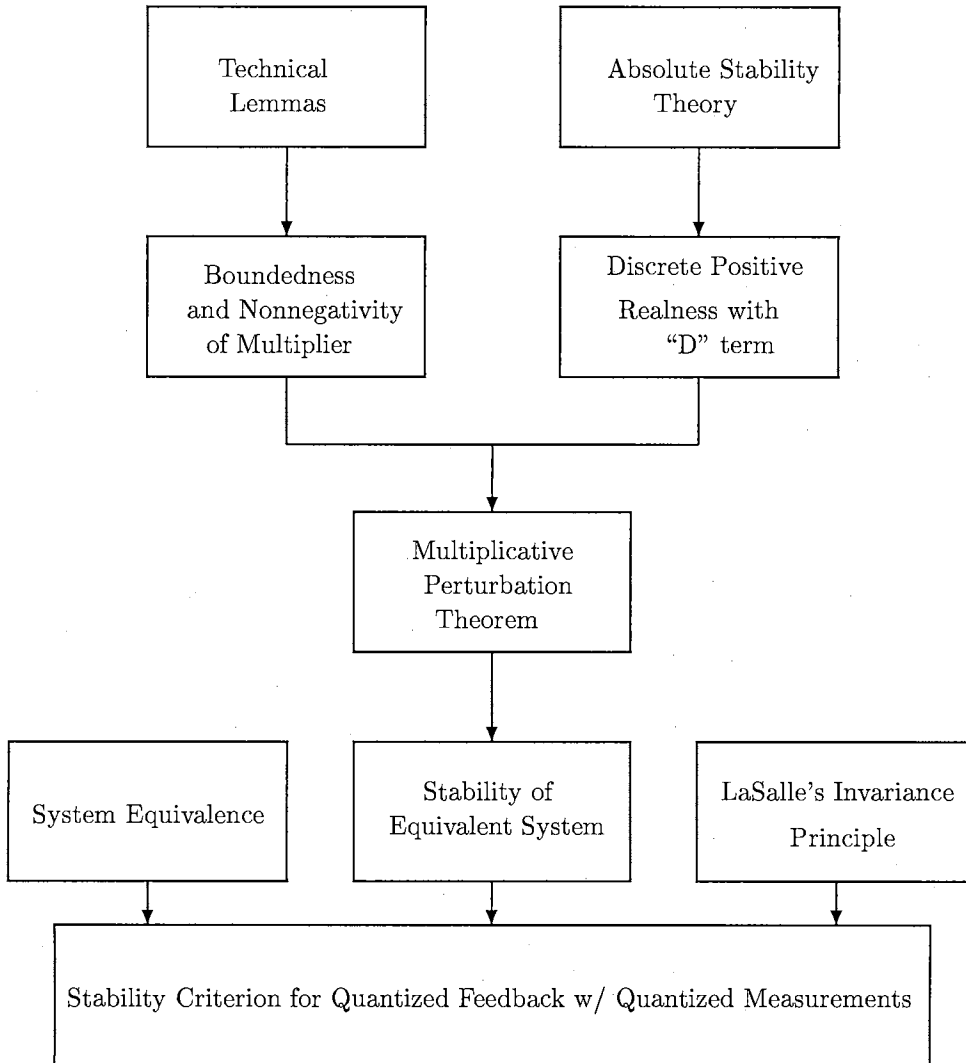 Technical
Lemmas
Absolute Stability
Theory
Boundedness
and Nonnegativity
of Multiplier
Discrete Positive
Realness with
“D” term
Multiplicative
Perturbation
Theorem
System Equivalence
Stability of
Equivalent System
LaSalle's Invariance
Principle
Stability Criterion for Quantized Feedback w/ Quantized Measurements